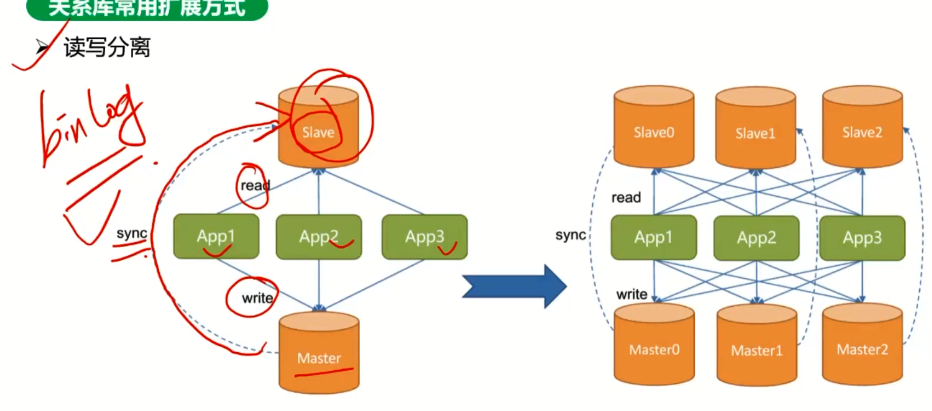 关系库常用扩展方式
读写分离
binlog
Slave
read
sync
App1
App2
App3
write
Master
Slave0
Slave1
Slave2
read
sync
App1
App2
App3
write
Master0
Master1
Master2